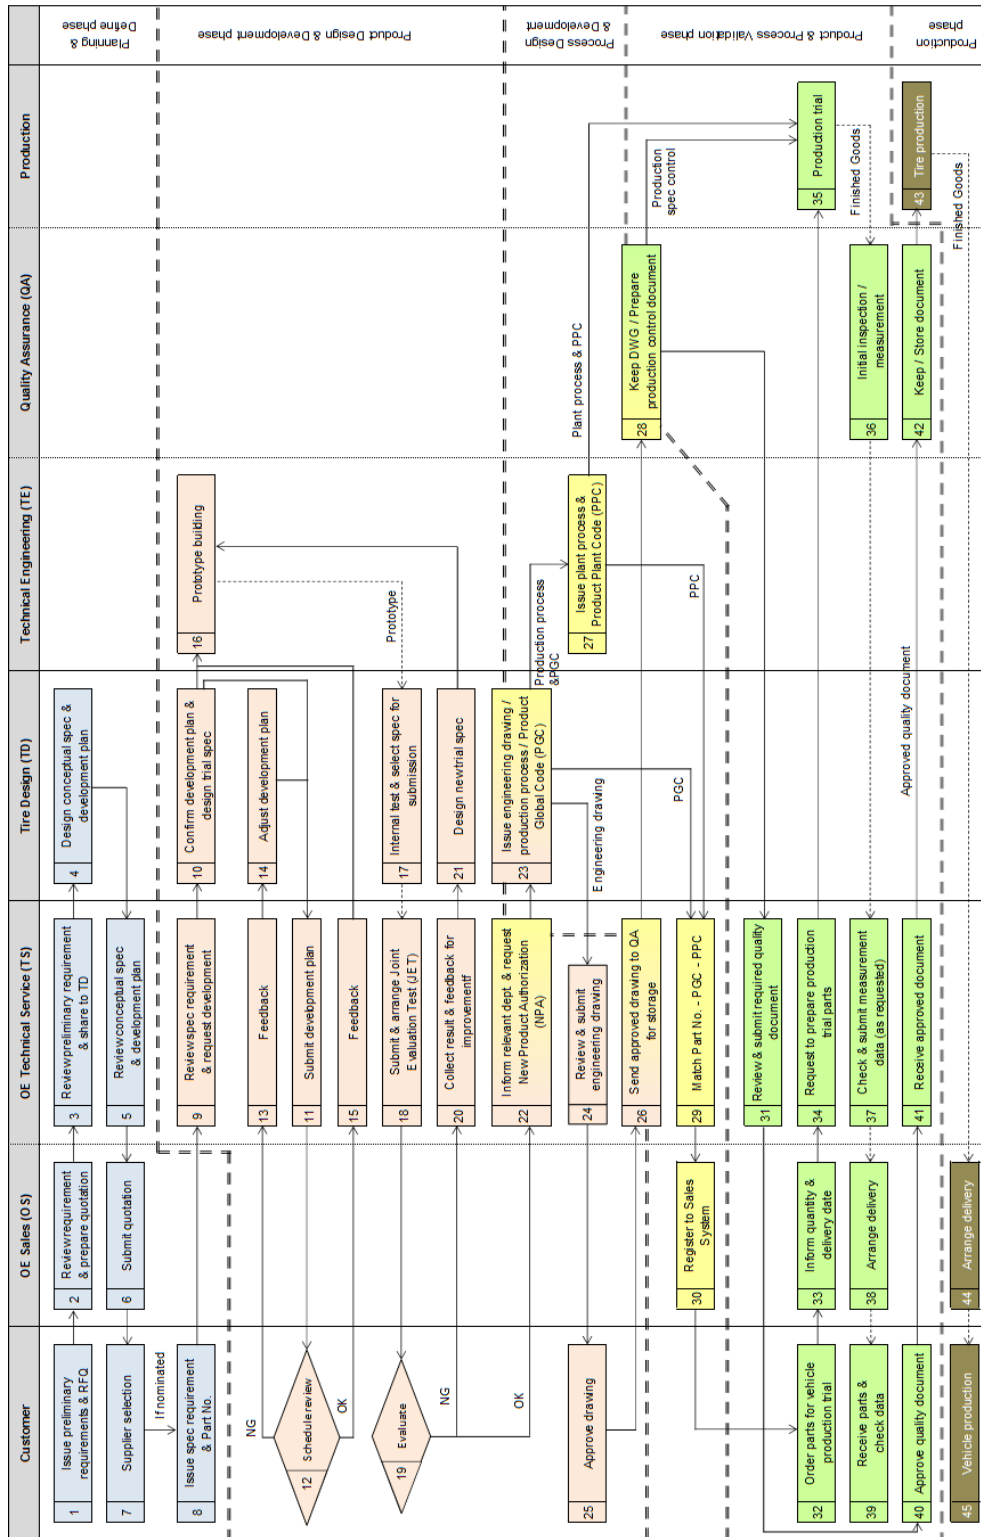 Customer
OE Sales (OS)
OE Technical Service (TS)
Tire Design (TD)
Technical Engineering (TE)
Quality Assurance (QA)
Production
Planning &
Define phase
Product Design & Development phase
Process Design
& Development
Product & Process Validation phase
Production
phase
1
Issue preliminary
requirements & RFQ
2
Review requirement
& prepare quotation
3
Review preliminary requirement
& share to TD
4
Design conceptual spec &
development plan
5
Review conceptual spec
& development plan
6
Submit quotation
7
Supplier selection
If nominated
8
Issue spec requirement
& Part No.
9
Review spec requirement
& request development
10
Confirm development plan &
design trial spec
16
Prototype building
13
Feedback
14
Adjust development plan
NG
11
Submit development plan
12
Schedule review
OK
15
Feedback
Prototype
17
Internal test & select spec for
submission
18
Submit & arrange Joint
Evaluation Test (JET)
19
Evaluate
NG
20
Collect result & feedback for
improvementf
21
Design new trial spec
OK
22
Inform relevant dept. & request
New Product Authorization
(NPA)
23
Issue engineering drawing /
production process / Product
Global Code (PGC)
Production process
&PGC
27
Issue plant process &
Product Plant Code (PPC)
Plant process & PPC
24
Review & submit
engineering drawing
Engineering drawing
25
Approve drawing
26
Send approved drawing to QA
for storage
28
Keep DWG / Prepare
production control document
Production
spec control
PGC
PPC
29
Match Part No. - PGC - PPC
30
Register to Sales
System
31
Review & submit required quality
document
32
Order parts for vehicle
production trial
33
Inform quantity &
delivery date
34
Request to prepare production
trial parts
35
Production trial
Finished Goods
36
Initial inspection /
measurement
37
Check & submit measurement
data (as requested)
38
Arrange delivery
39
Receive parts &
check data
40
Approve quality document
41
Receive approved document
Approved quality document
42
Keep / Store document
43
Tire production
Finished Goods
44
Arrange delivery
45
Vehicle production